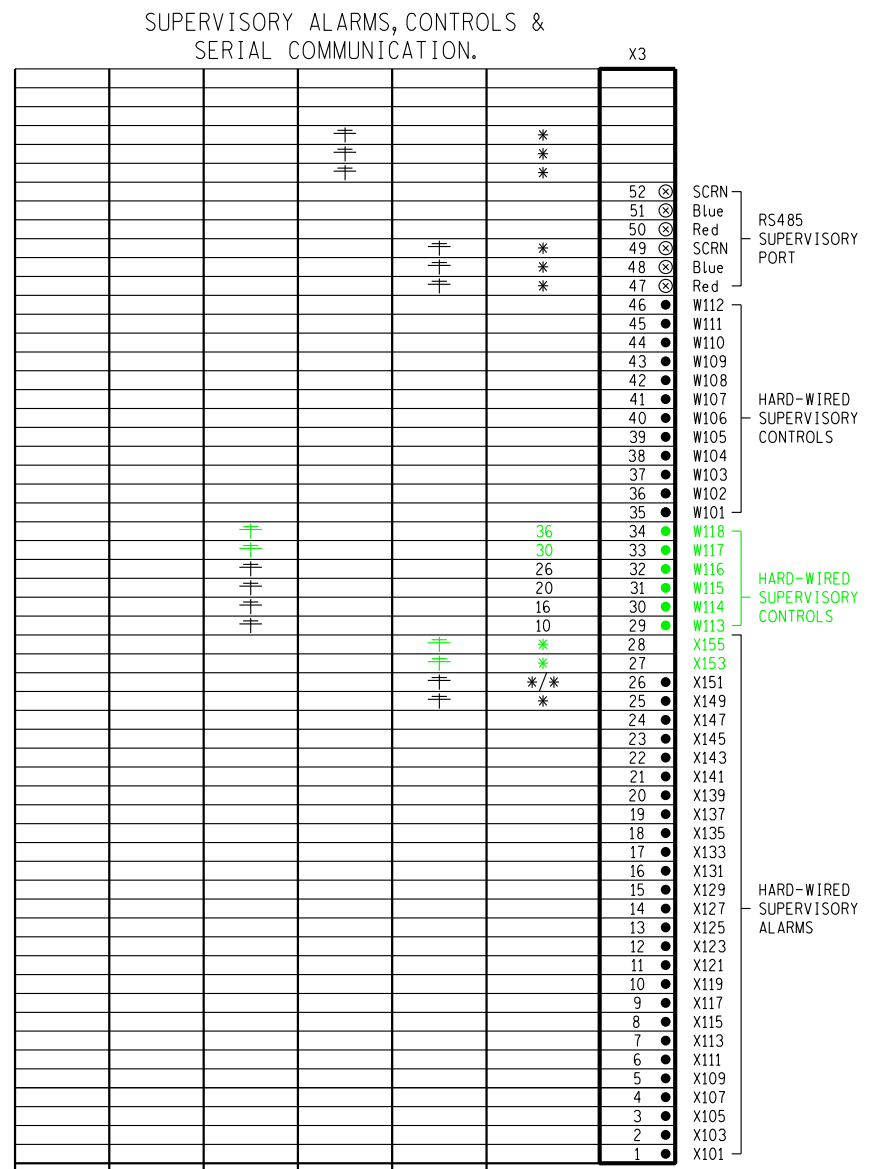 SUPERVISORY ALARMS, CONTROLS &
SERIAL COMMUNICATION.
X3
*
*
*
52 ⊗ SCRN
51 ⊗ Blue
50 ⊗ Red
* 49 ⊗ SCRN
* 48 ⊗ Blue
* 47 ⊗ Red
RS485
SUPERVISORY
PORT
46 ● W112
45 ● W111
44 ● W110
43 ● W109
42 ● W108
41 ● W107
40 ● W106
39 ● W105
38 ● W104
37 ● W103
36 ● W102
35 ● W101
HARD-WIRED
SUPERVISORY
CONTROLS
36 34 ● W118
30 33 ● W117
26 32 ● W116
20 31 ● W115
16 30 ● W114
10 29 ● W113
HARD-WIRED
SUPERVISORY
CONTROLS
* 28 X155
* 27 X153
*/* 26 ● X151
* 25 ● X149
24 ● X147
23 ● X145
22 ● X143
21 ● X141
20 ● X139
19 ● X137
18 ● X135
17 ● X133
16 ● X131
15 ● X129
14 ● X127
13 ● X125
12 ● X123
11 ● X121
10 ● X119
9 ● X117
8 ● X115
7 ● X113
6 ● X111
5 ● X109
4 ● X107
3 ● X105
2 ● X103
1 ● X101
HARD-WIRED
SUPERVISORY
ALARMS